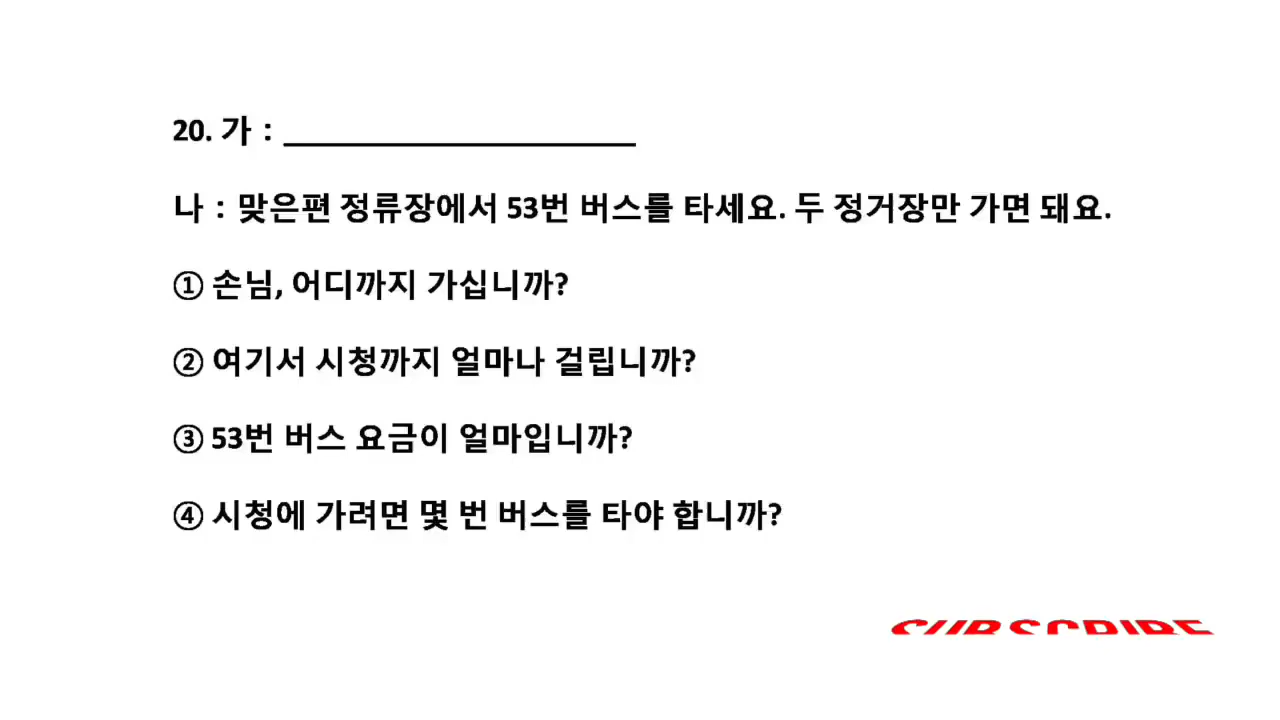 20. 가 : ______________________
나 : 맞은편 정류장에서 53번 버스를 타세요. 두 정거장만 가면 돼요.
① 손님, 어디까지 가십니까?
② 여기서 시청까지 얼마나 걸립니까?
③ 53번 버스 요금이 얼마입니까?
④ 시청에 가려면 몇 번 버스를 타야 합니까?
SUBSCRIBE